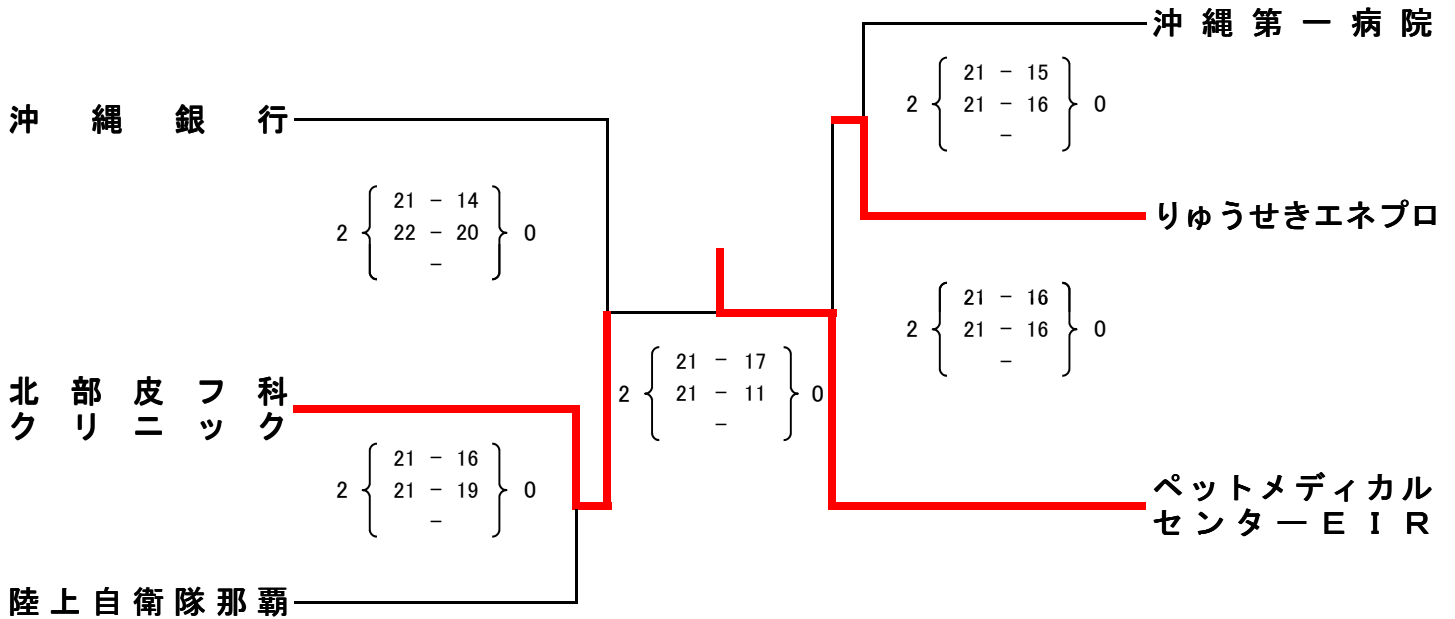 沖縄第一病院
21 - 15
2 21 - 16 0
-
沖縄銀行
りゅうせきエネプロ
21 - 14
2 22 - 20 0
-
21 - 16
2 21 - 16 0
-
21 - 17
2 21 - 11 0
-
北部皮フ科
クリニック
21 - 16
2 21 - 19 0
-
ペットメディカル
センターEIR
陸上自衛隊那覇